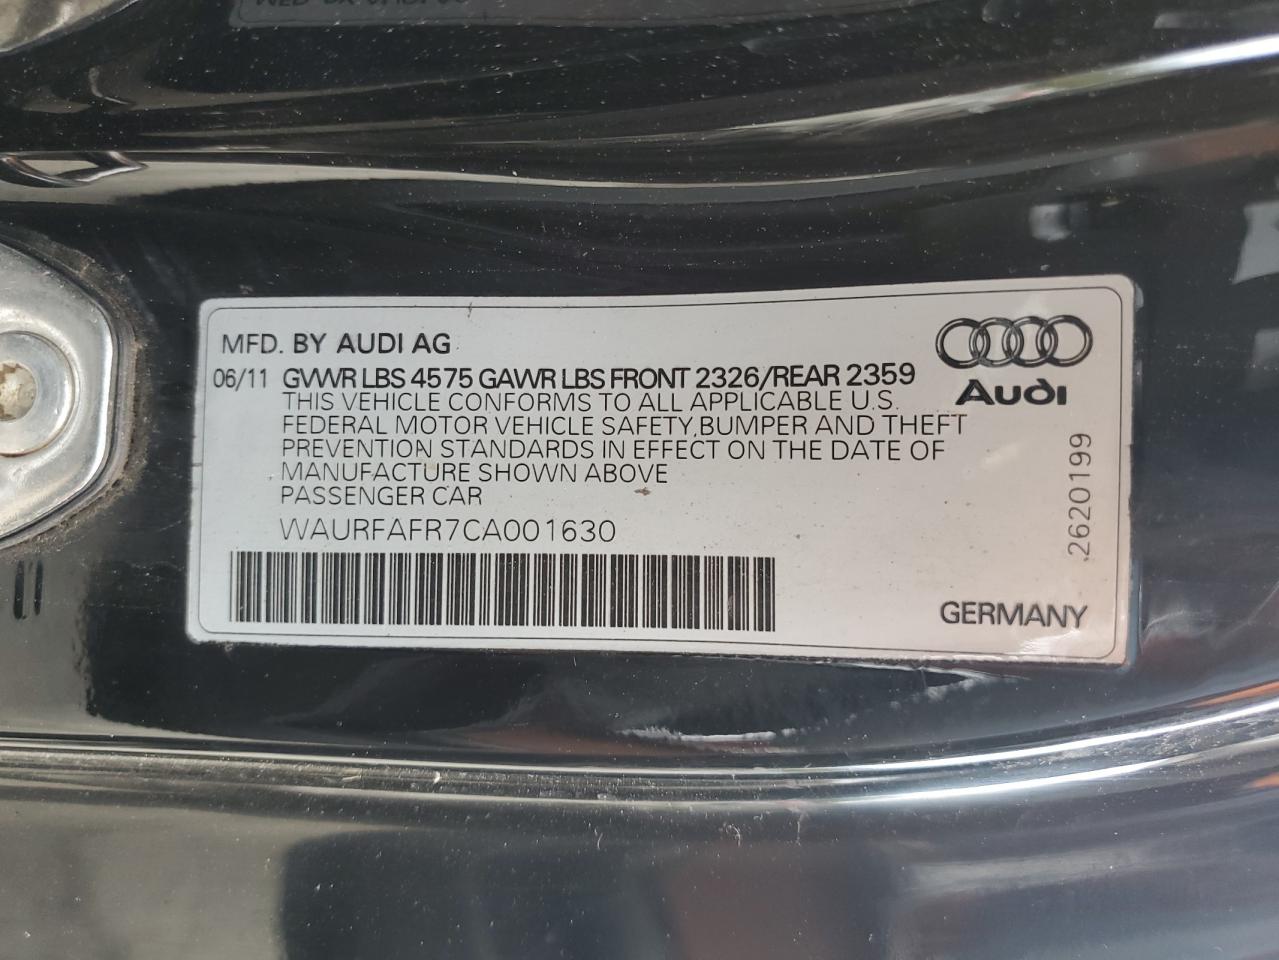 MFD. BY AUDI AG
06/11 GVWR LBS 4575 GAWR LBS FRONT 2326/REAR 2359
THIS VEHICLE CONFORMS TO ALL APPLICABLE U.S.
FEDERAL MOTOR VEHICLE SAFETY,BUMPER AND THEFT
PREVENTION STANDARDS IN EFFECT ON THE DATE OF
MANUFACTURE SHOWN ABOVE
PASSENGER CAR
WAURFAFR7CA001630
Audi
26201199
GERMANY